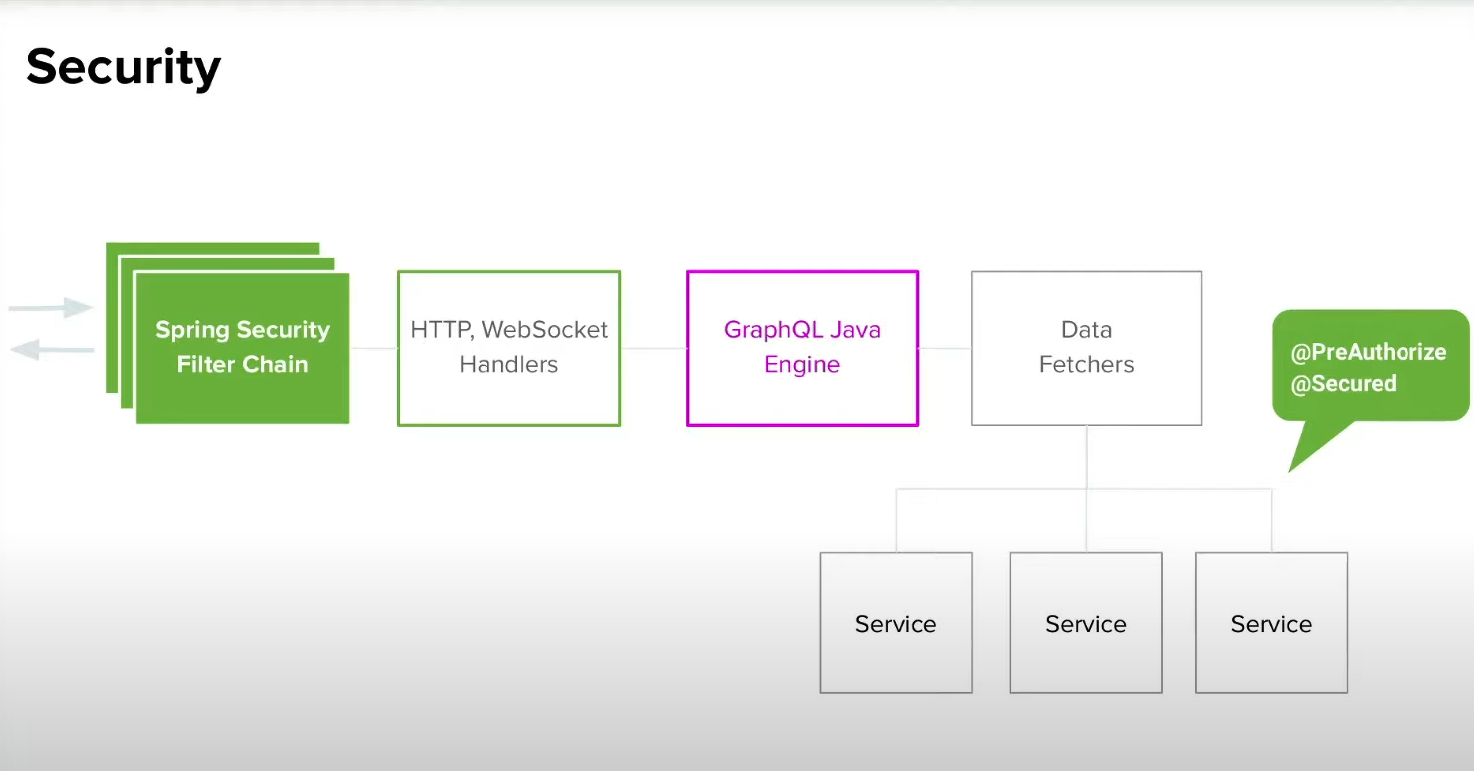 Security
Spring Security
Filter Chain
HTTP, WebSocket
Handlers
GraphQL Java
Engine
Data
Fetchers
@PreAuthorize
@Secured
Service
Service
Service